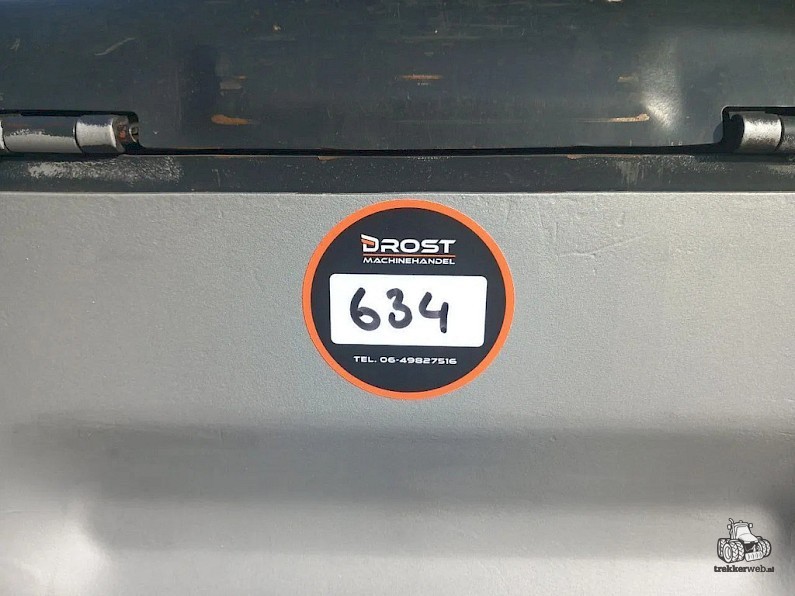 DROST
MACHINEHANDEL
634
TEL. 06-49827516
trekkerweb.nl